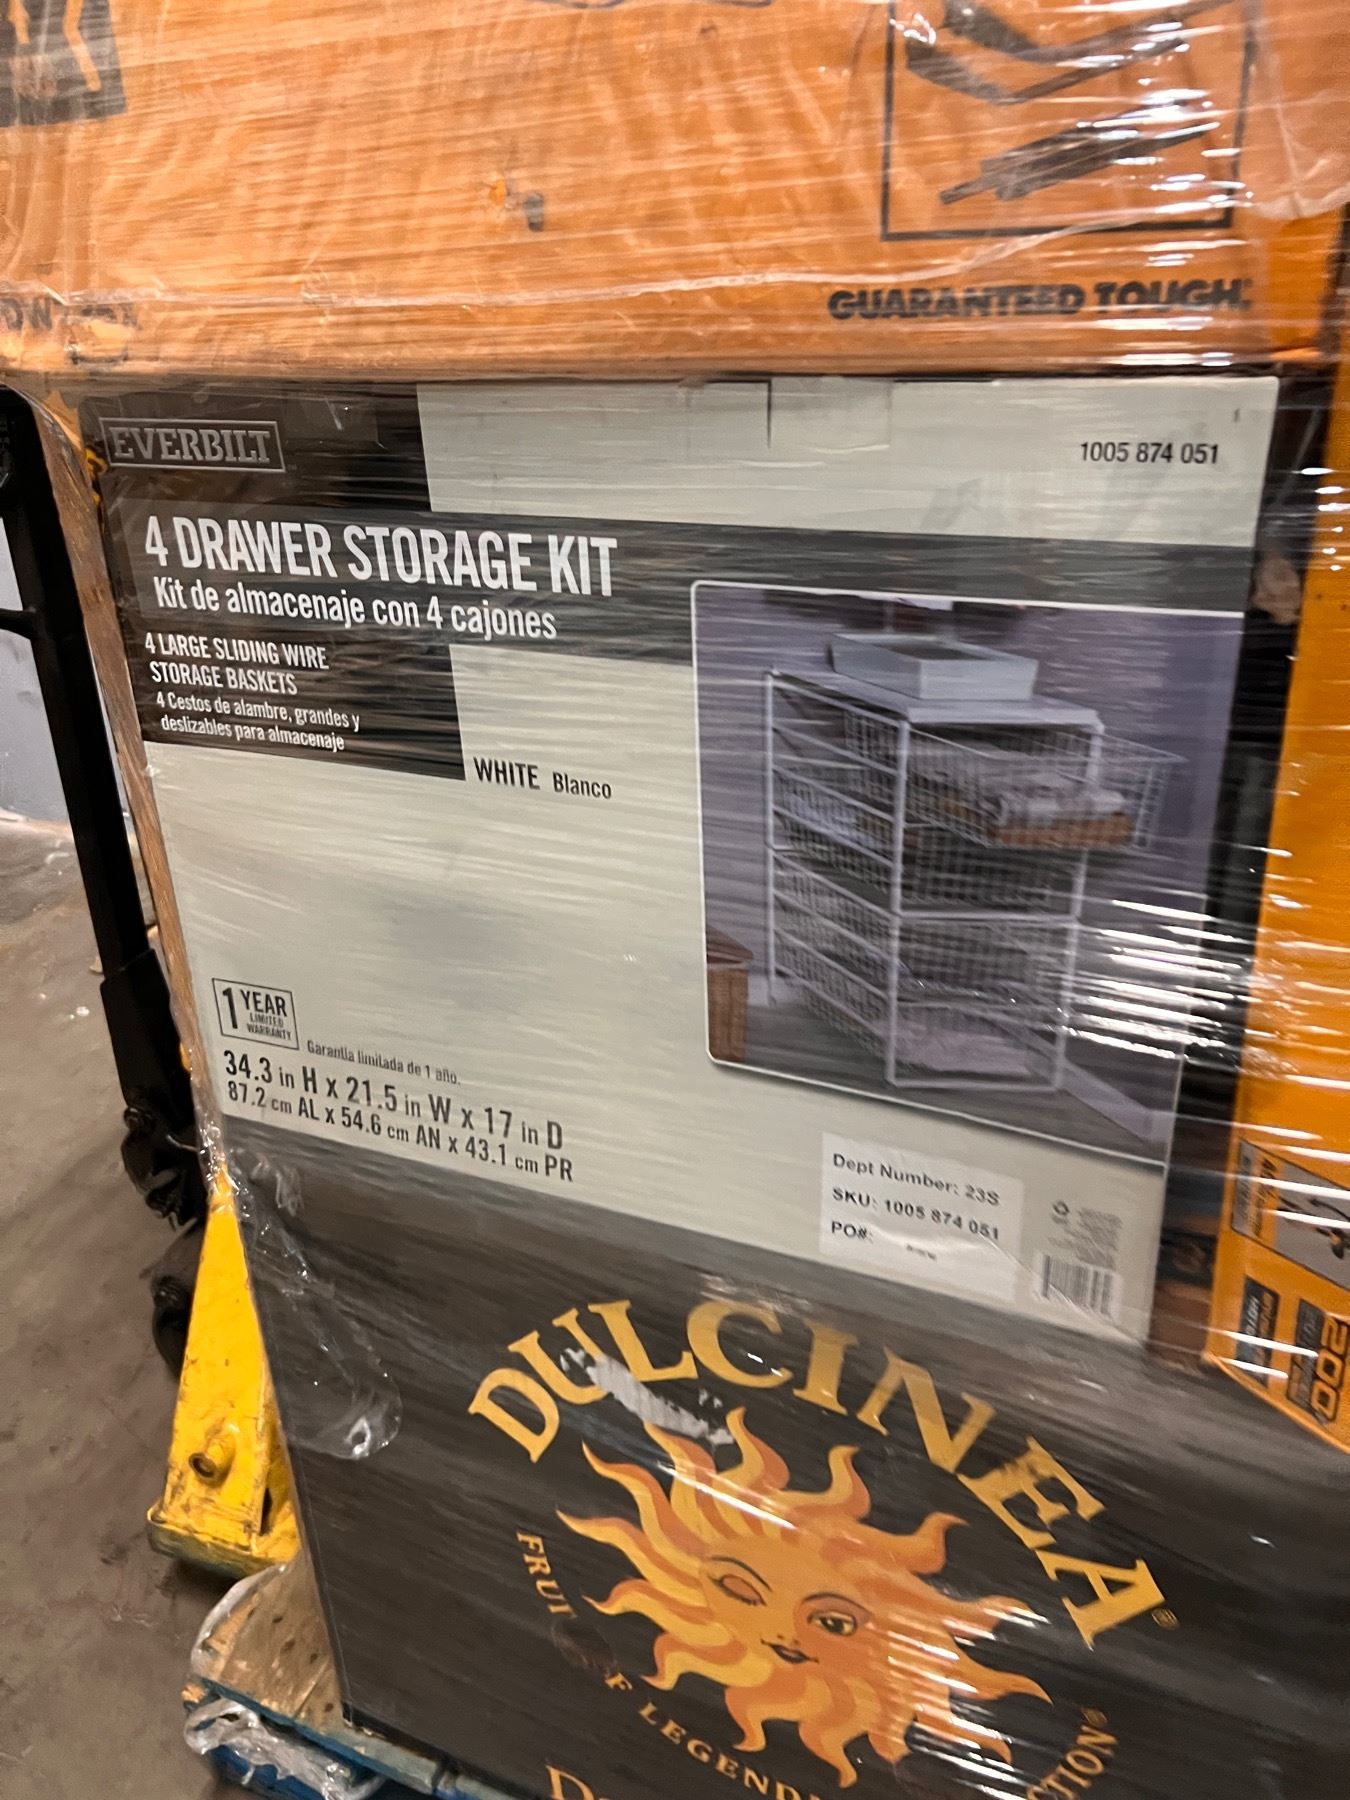 GUARANTEED TOUGH.
EVERBILT
1005 874 051
4 DRAWER STORAGE KIT
Kit de almacenaje con 4 cajones
4 LARGE SLIDING WIRE
STORAGE BASKETS
4 Cestos de alambre, grandes y
deslizables para almacenaje
WHITE Blanco
1 YEAR
LIMITED
WARRANTY
Garantía limitada de 1 año.
34.3 in H x 21.5 in W x 17 in D
87.2 cm AL x 54.6 cm AN x 43.1 cm PR
Dept Number: 23S
SKU: 1005 874 051
PO#:
200
DULCINEA®